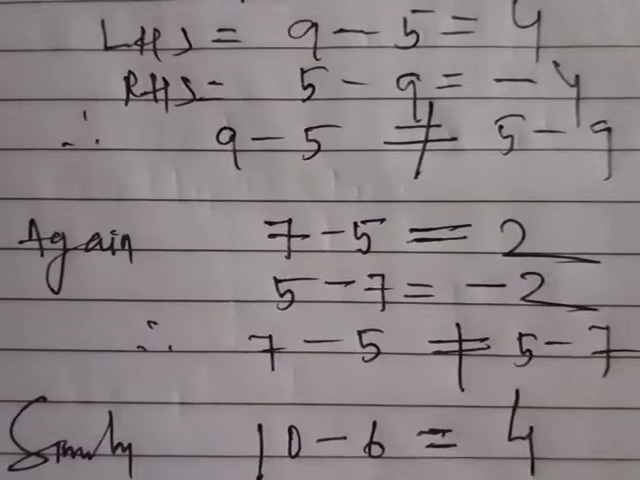 LHS = 9 - 5 = 4
RHS = 5 - 9 = - 4
∴ 9 - 5 ≠ 5 - 9
Again 7 - 5 = 2
5 - 7 = - 2
∴ 7 - 5 ≠ 5 - 7
10 - 6 = 4